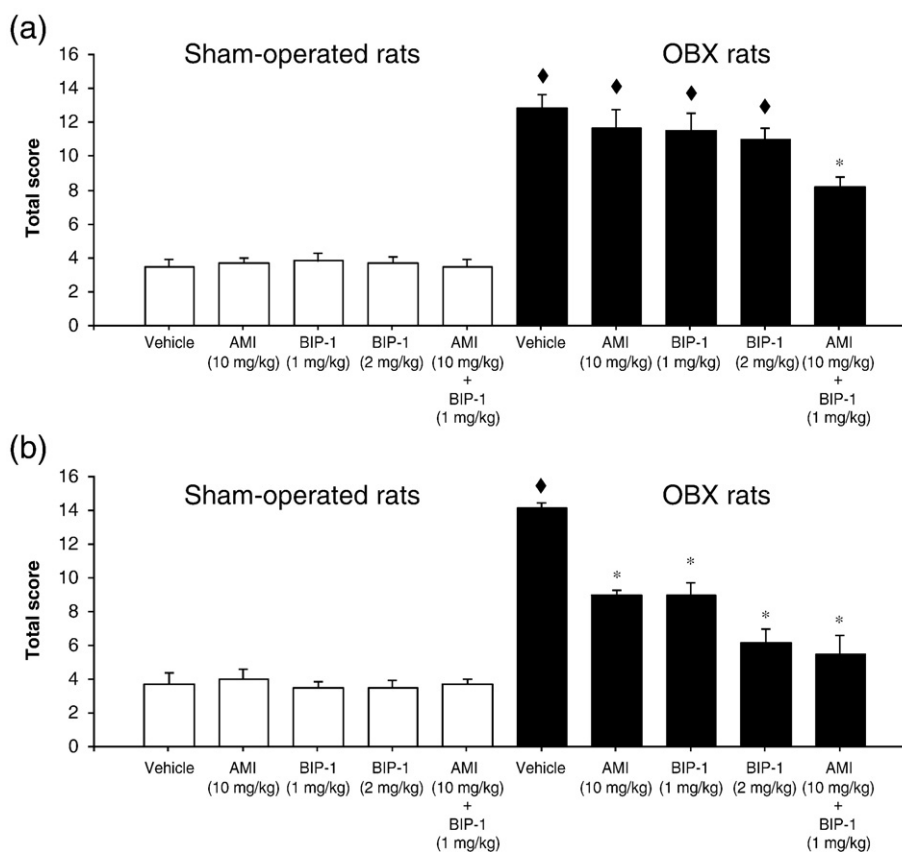 (a)
Sham-operated rats OBX rats
16
14
12
10
8
6
4
2
0
Total score
♦ ♦ ♦ ♦ *
Vehicle AMI BIP-1 BIP-1 AMI Vehicle AMI BIP-1 BIP-1 AMI
(10 mg/kg) (1 mg/kg) (2 mg/kg) (10 mg/kg) (10 mg/kg) (1 mg/kg) (2 mg/kg) (10 mg/kg)
+ +
BIP-1 BIP-1
(1 mg/kg) (1 mg/kg)
(b)
Sham-operated rats OBX rats
16
14
12
10
8
6
4
2
0
Total score
♦ * * * *
Vehicle AMI BIP-1 BIP-1 AMI Vehicle AMI BIP-1 BIP-1 AMI
(10 mg/kg) (1 mg/kg) (2 mg/kg) (10 mg/kg) (10 mg/kg) (1 mg/kg) (2 mg/kg) (10 mg/kg)
+ +
BIP-1 BIP-1
(1 mg/kg) (1 mg/kg)